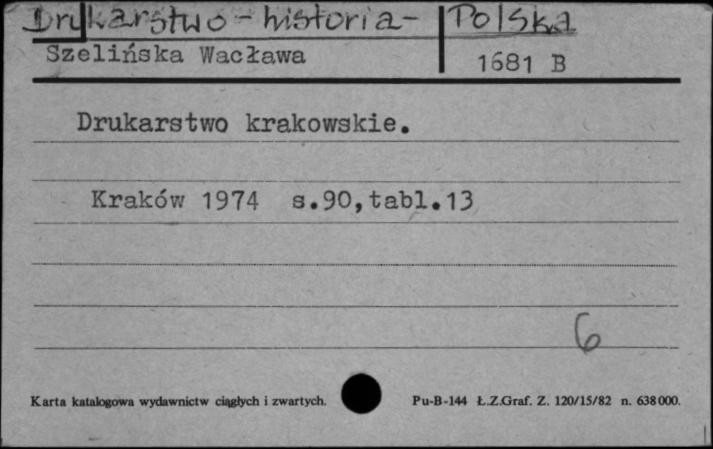 Drukarstwo - historia - Polska
Szelińska Wacława 1681 B
Drukarstwo krakowskie.
Kraków 1974 s.90,tabl.13
6
Karta katalogowa wydawnictw ciągłych i zwartych. Pu-B-144 Ł.Z.Graf. Z. 120/15/82 n. 638000.